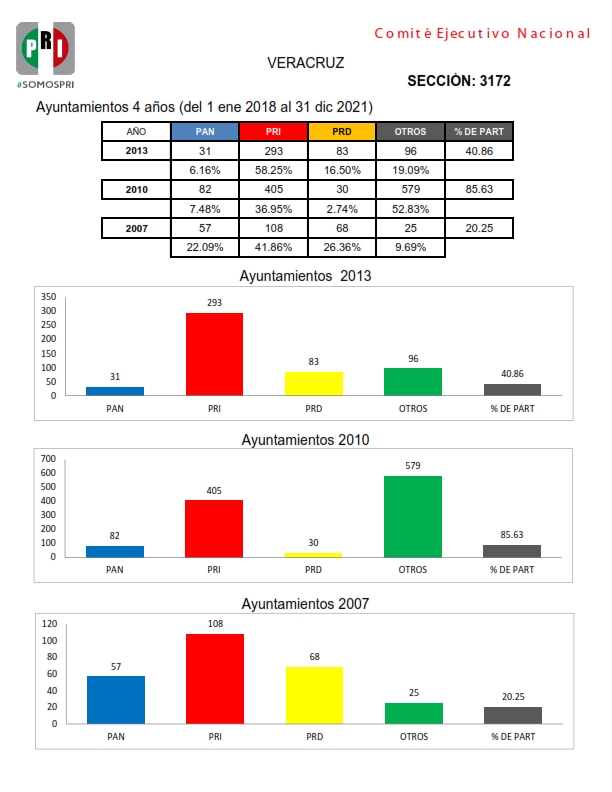 Comité Ejecutivo Nacional
PRI
#SOMOSPRI
VERACRUZ
SECCIÓN: 3172
Ayuntamientos 4 años (del 1 ene 2018 al 31 dic 2021)
AÑO PAN PRI PRD OTROS % DE PART
2013 31 293 83 96 40.86
6.16% 58.25% 16.50% 19.09%
2010 82 405 30 579 85.63
7.48% 36.95% 2.74% 52.83%
2007 57 108 68 25 20.25
22.09% 41.86% 26.36% 9.69%
Ayuntamientos 2013
350
300
250
200
150
100
50
0
31 293 83 96 40.86
PAN PRI PRD OTROS % DE PART
Ayuntamientos 2010
700
600
500
400
300
200
100
0
82 405 30 579 85.63
PAN PRI PRD OTROS % DE PART
Ayuntamientos 2007
120
100
80
60
40
20
0
57 108 68 25 20.25
PAN PRI PRD OTROS % DE PART